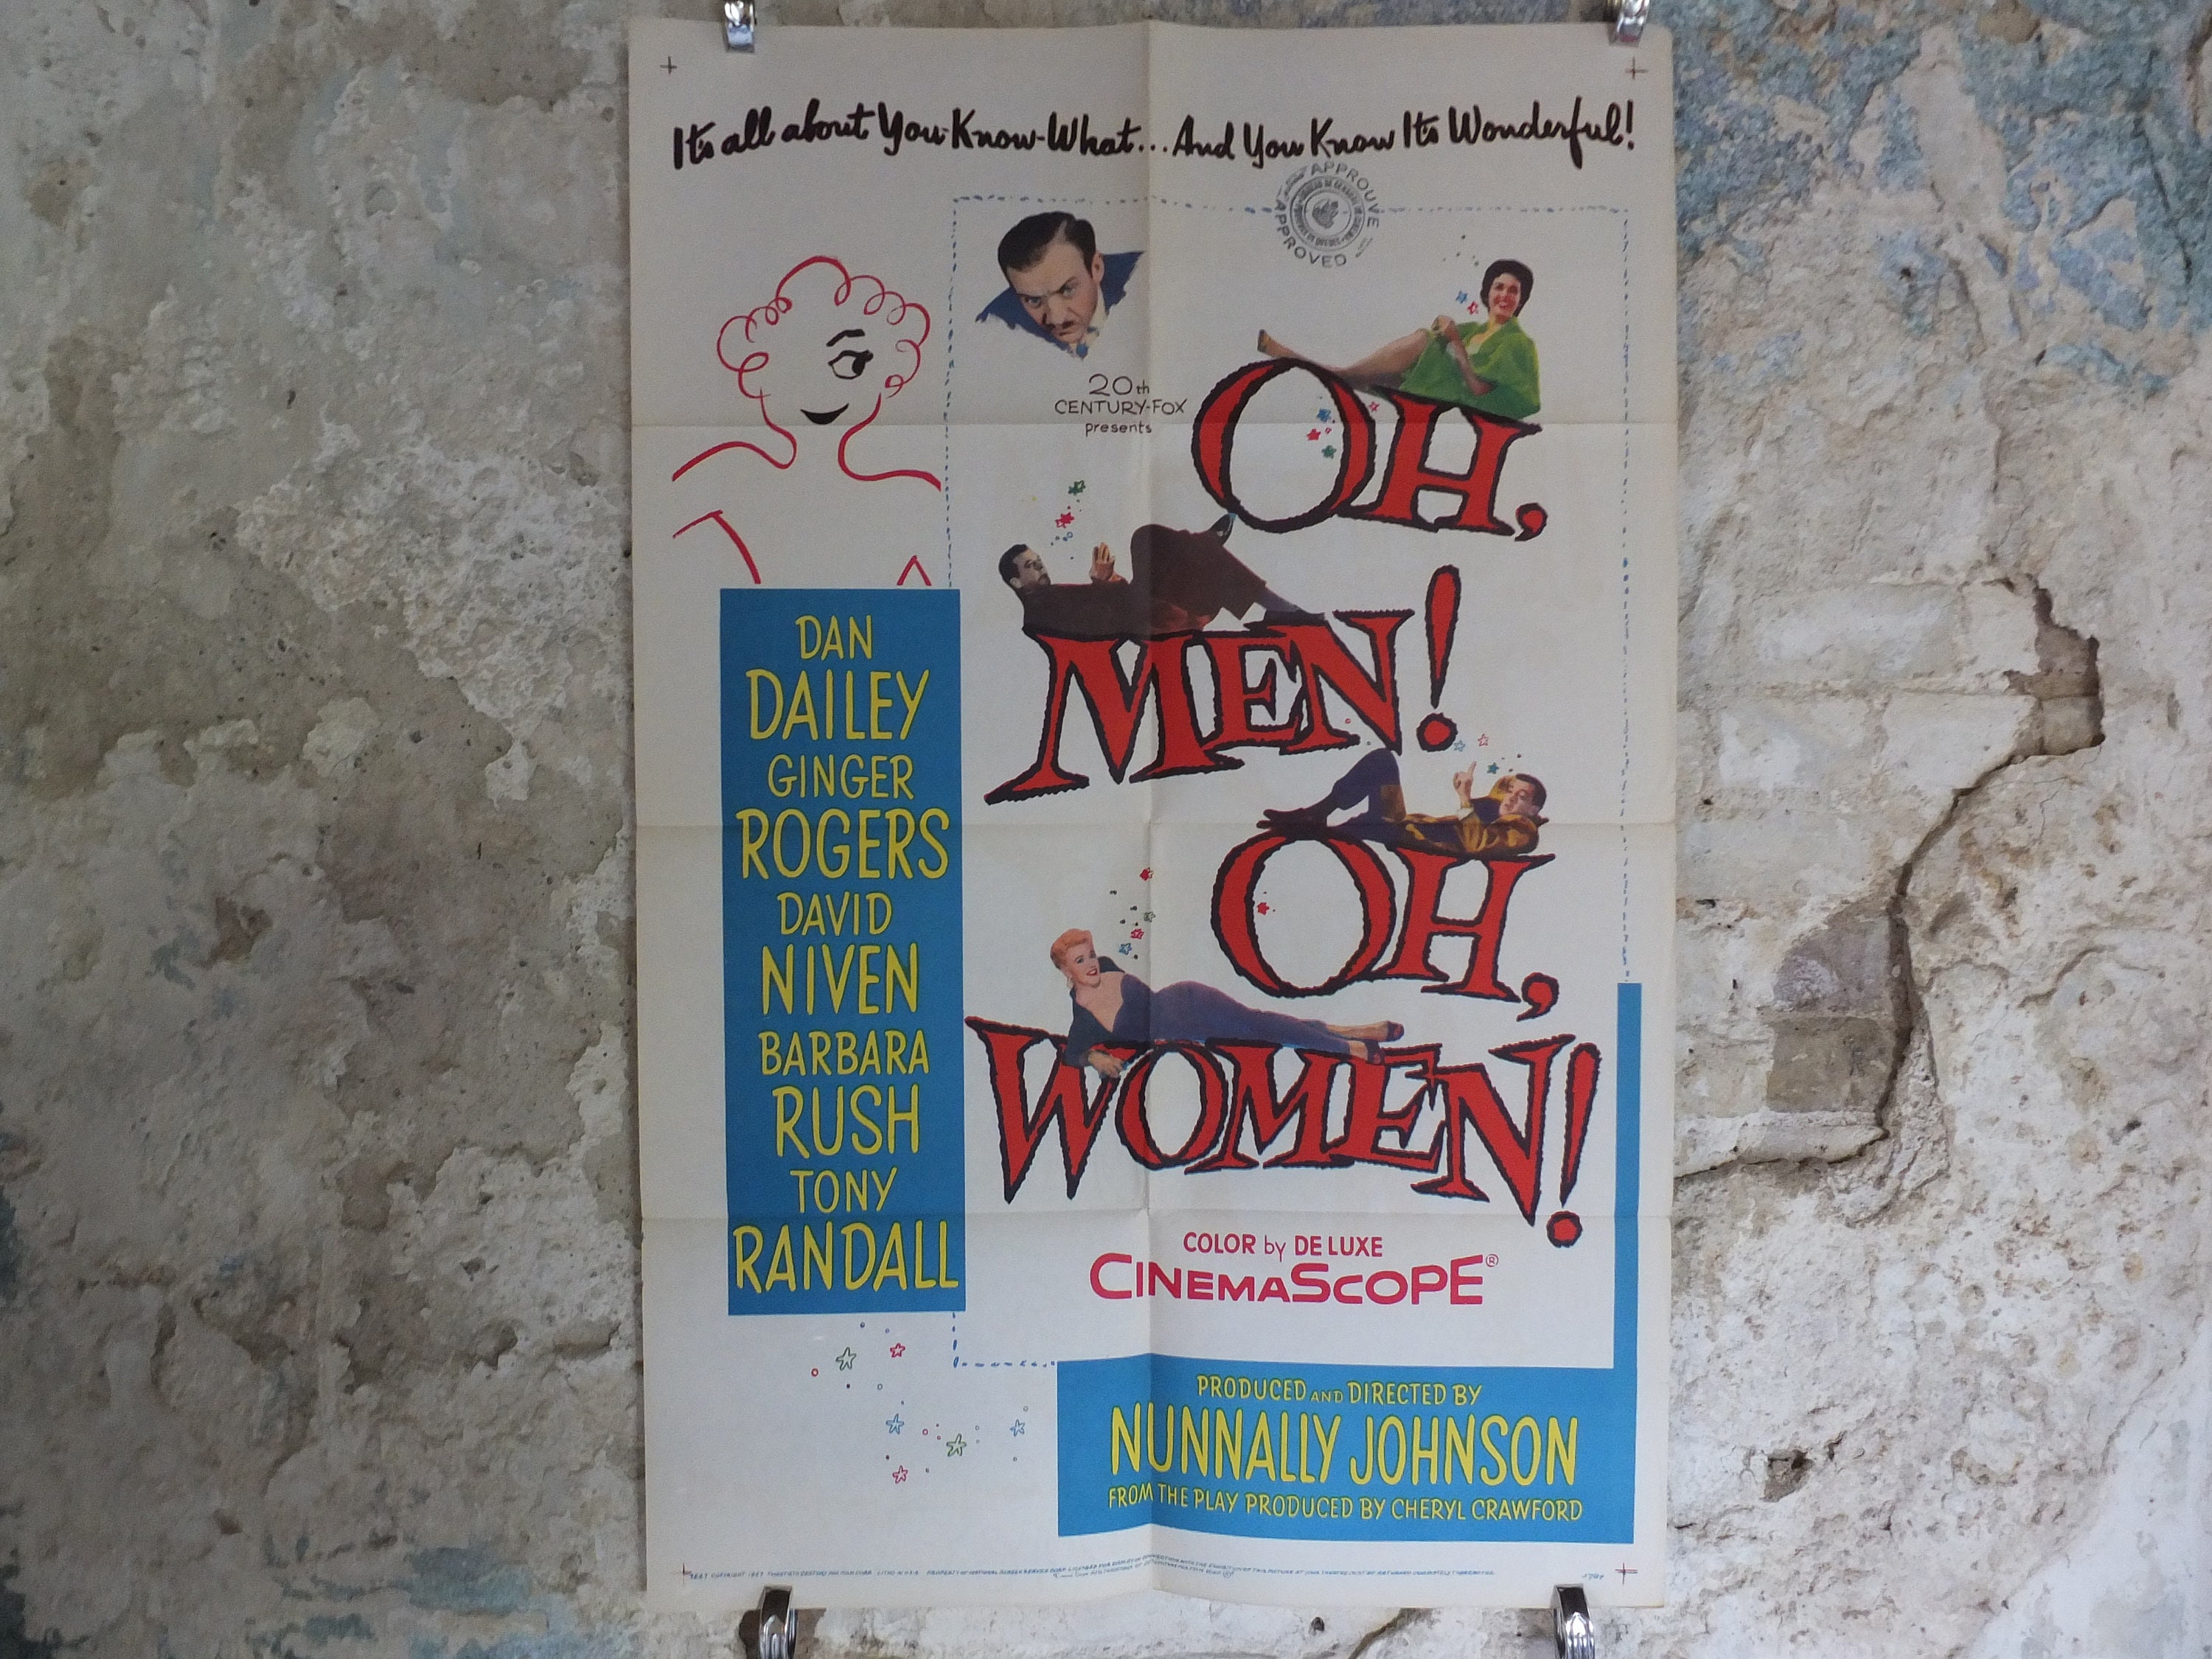 It's all about You-Know-What... And You Know It's Wonderful!
APPROUVÉ
APPROVED
20th
CENTURY-FOX
presents
OH,
MEN!
OH,
WOMEN!
DAN
DAILEY
GINGER
ROGERS
DAVID
NIVEN
BARBARA
RUSH
TONY
RANDALL
COLOR by DE LUXE
CINEMASCOPE®
PRODUCED AND DIRECTED BY
NUNNALLY JOHNSON
FROM THE PLAY PRODUCED BY CHERYL CRAWFORD